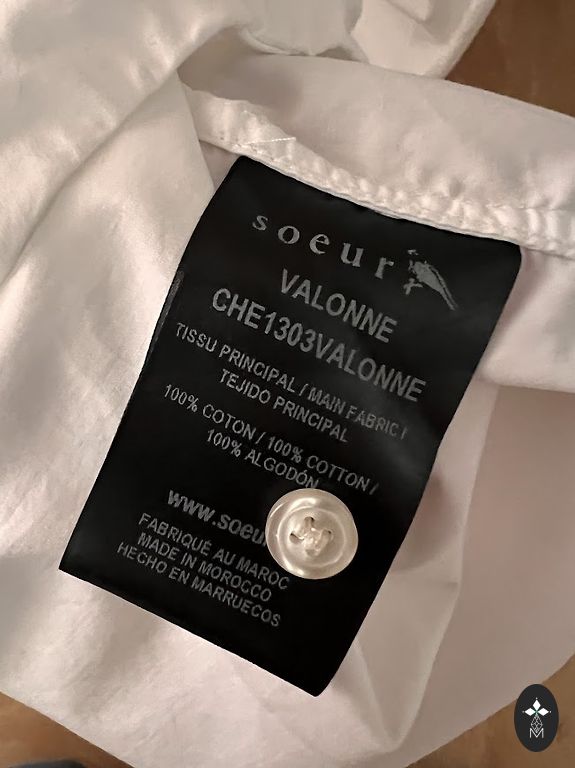 soeur
VALONNE
CHE1303VALONNE
TISSU PRINCIPAL / MAIN FABRIC /
TEJIDO PRINCIPAL
100% COTON / 100% COTTON /
100% ALGODÓN
www.soeu
FABRIQUÉ AU MAROC
MADE IN MOROCCO
HECHO EN MARRUECOS
M